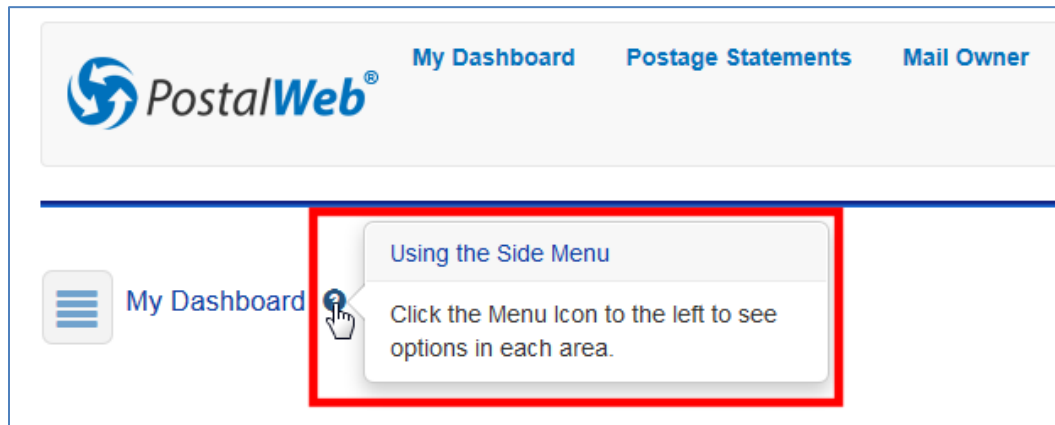 My Dashboard Postage Statements Mail Owner
PostalWeb®
Using the Side Menu
My Dashboard ?
Click the Menu Icon to the left to see
options in each area.